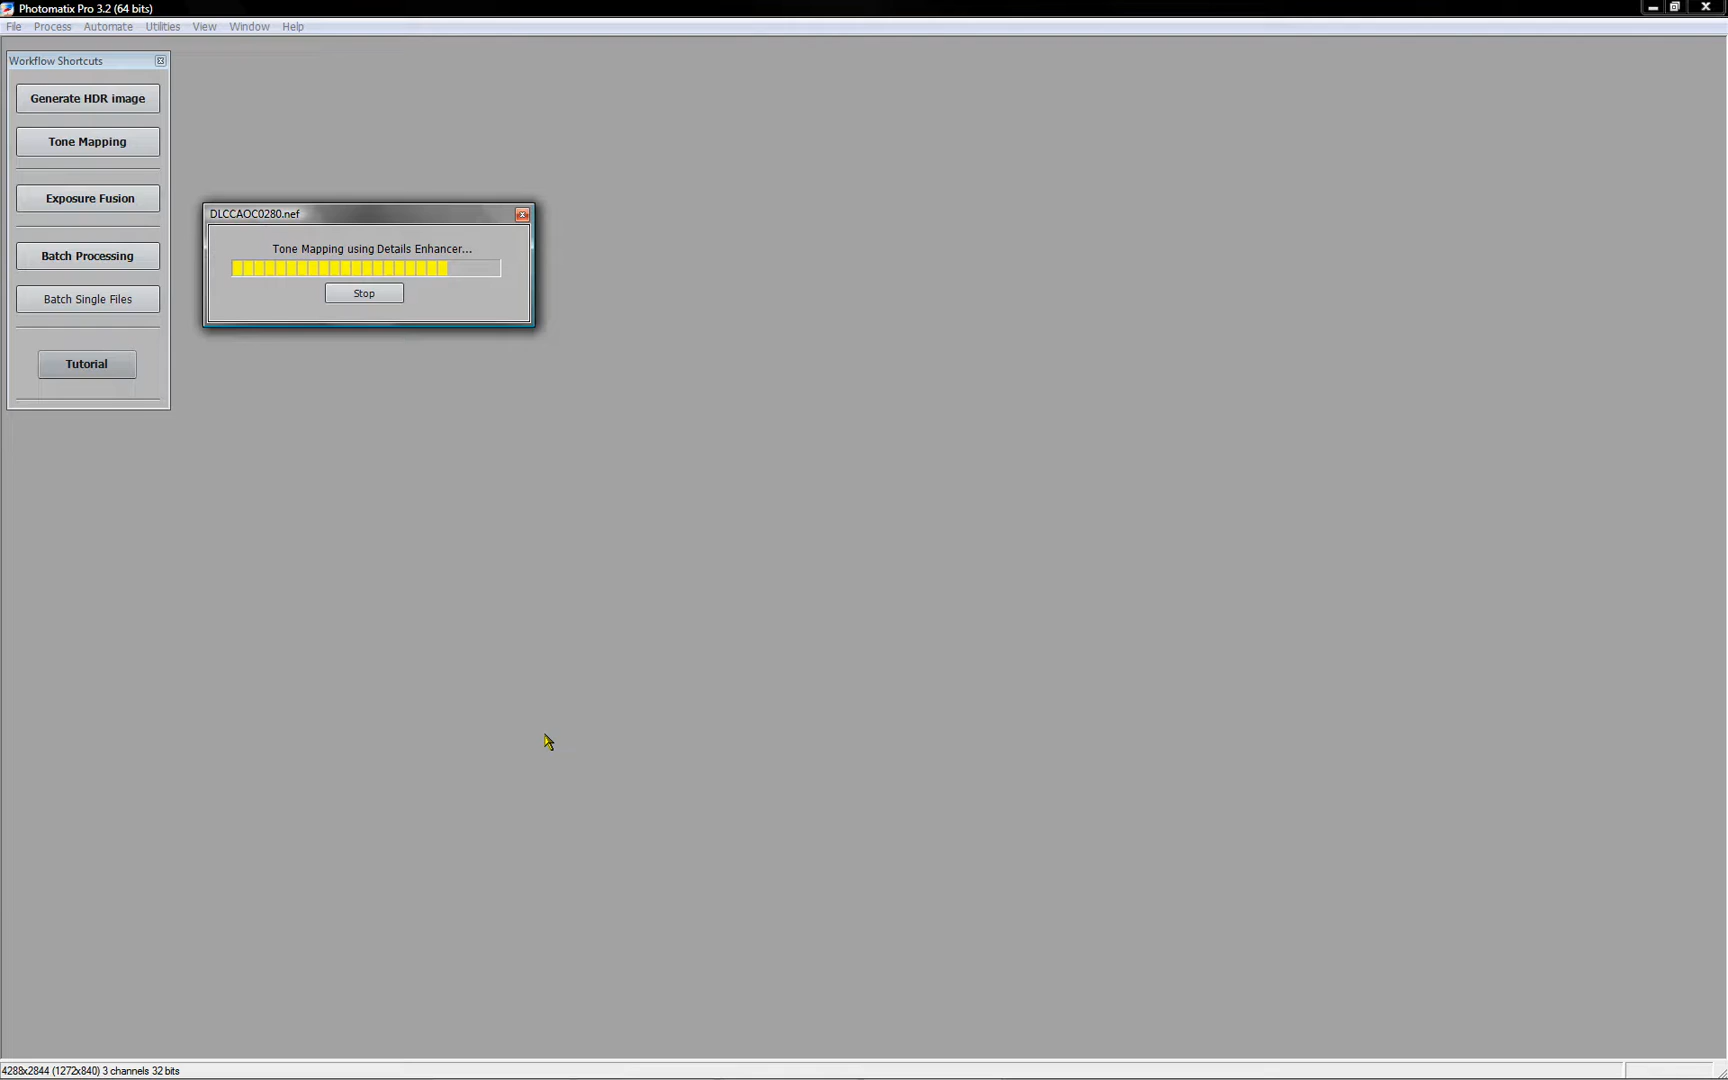 Photomatix Pro 3.2 (64 bits)
File Process Automate Utilities View Window Help
Workflow Shortcuts
Generate HDR image
Tone Mapping
Exposure Fusion
Batch Processing
Batch Single Files
Tutorial
DLCCAOC0280.nef
Tone Mapping using Details Enhancer...
Stop
4288x2844 (1272x840) 3 channels 32 bits